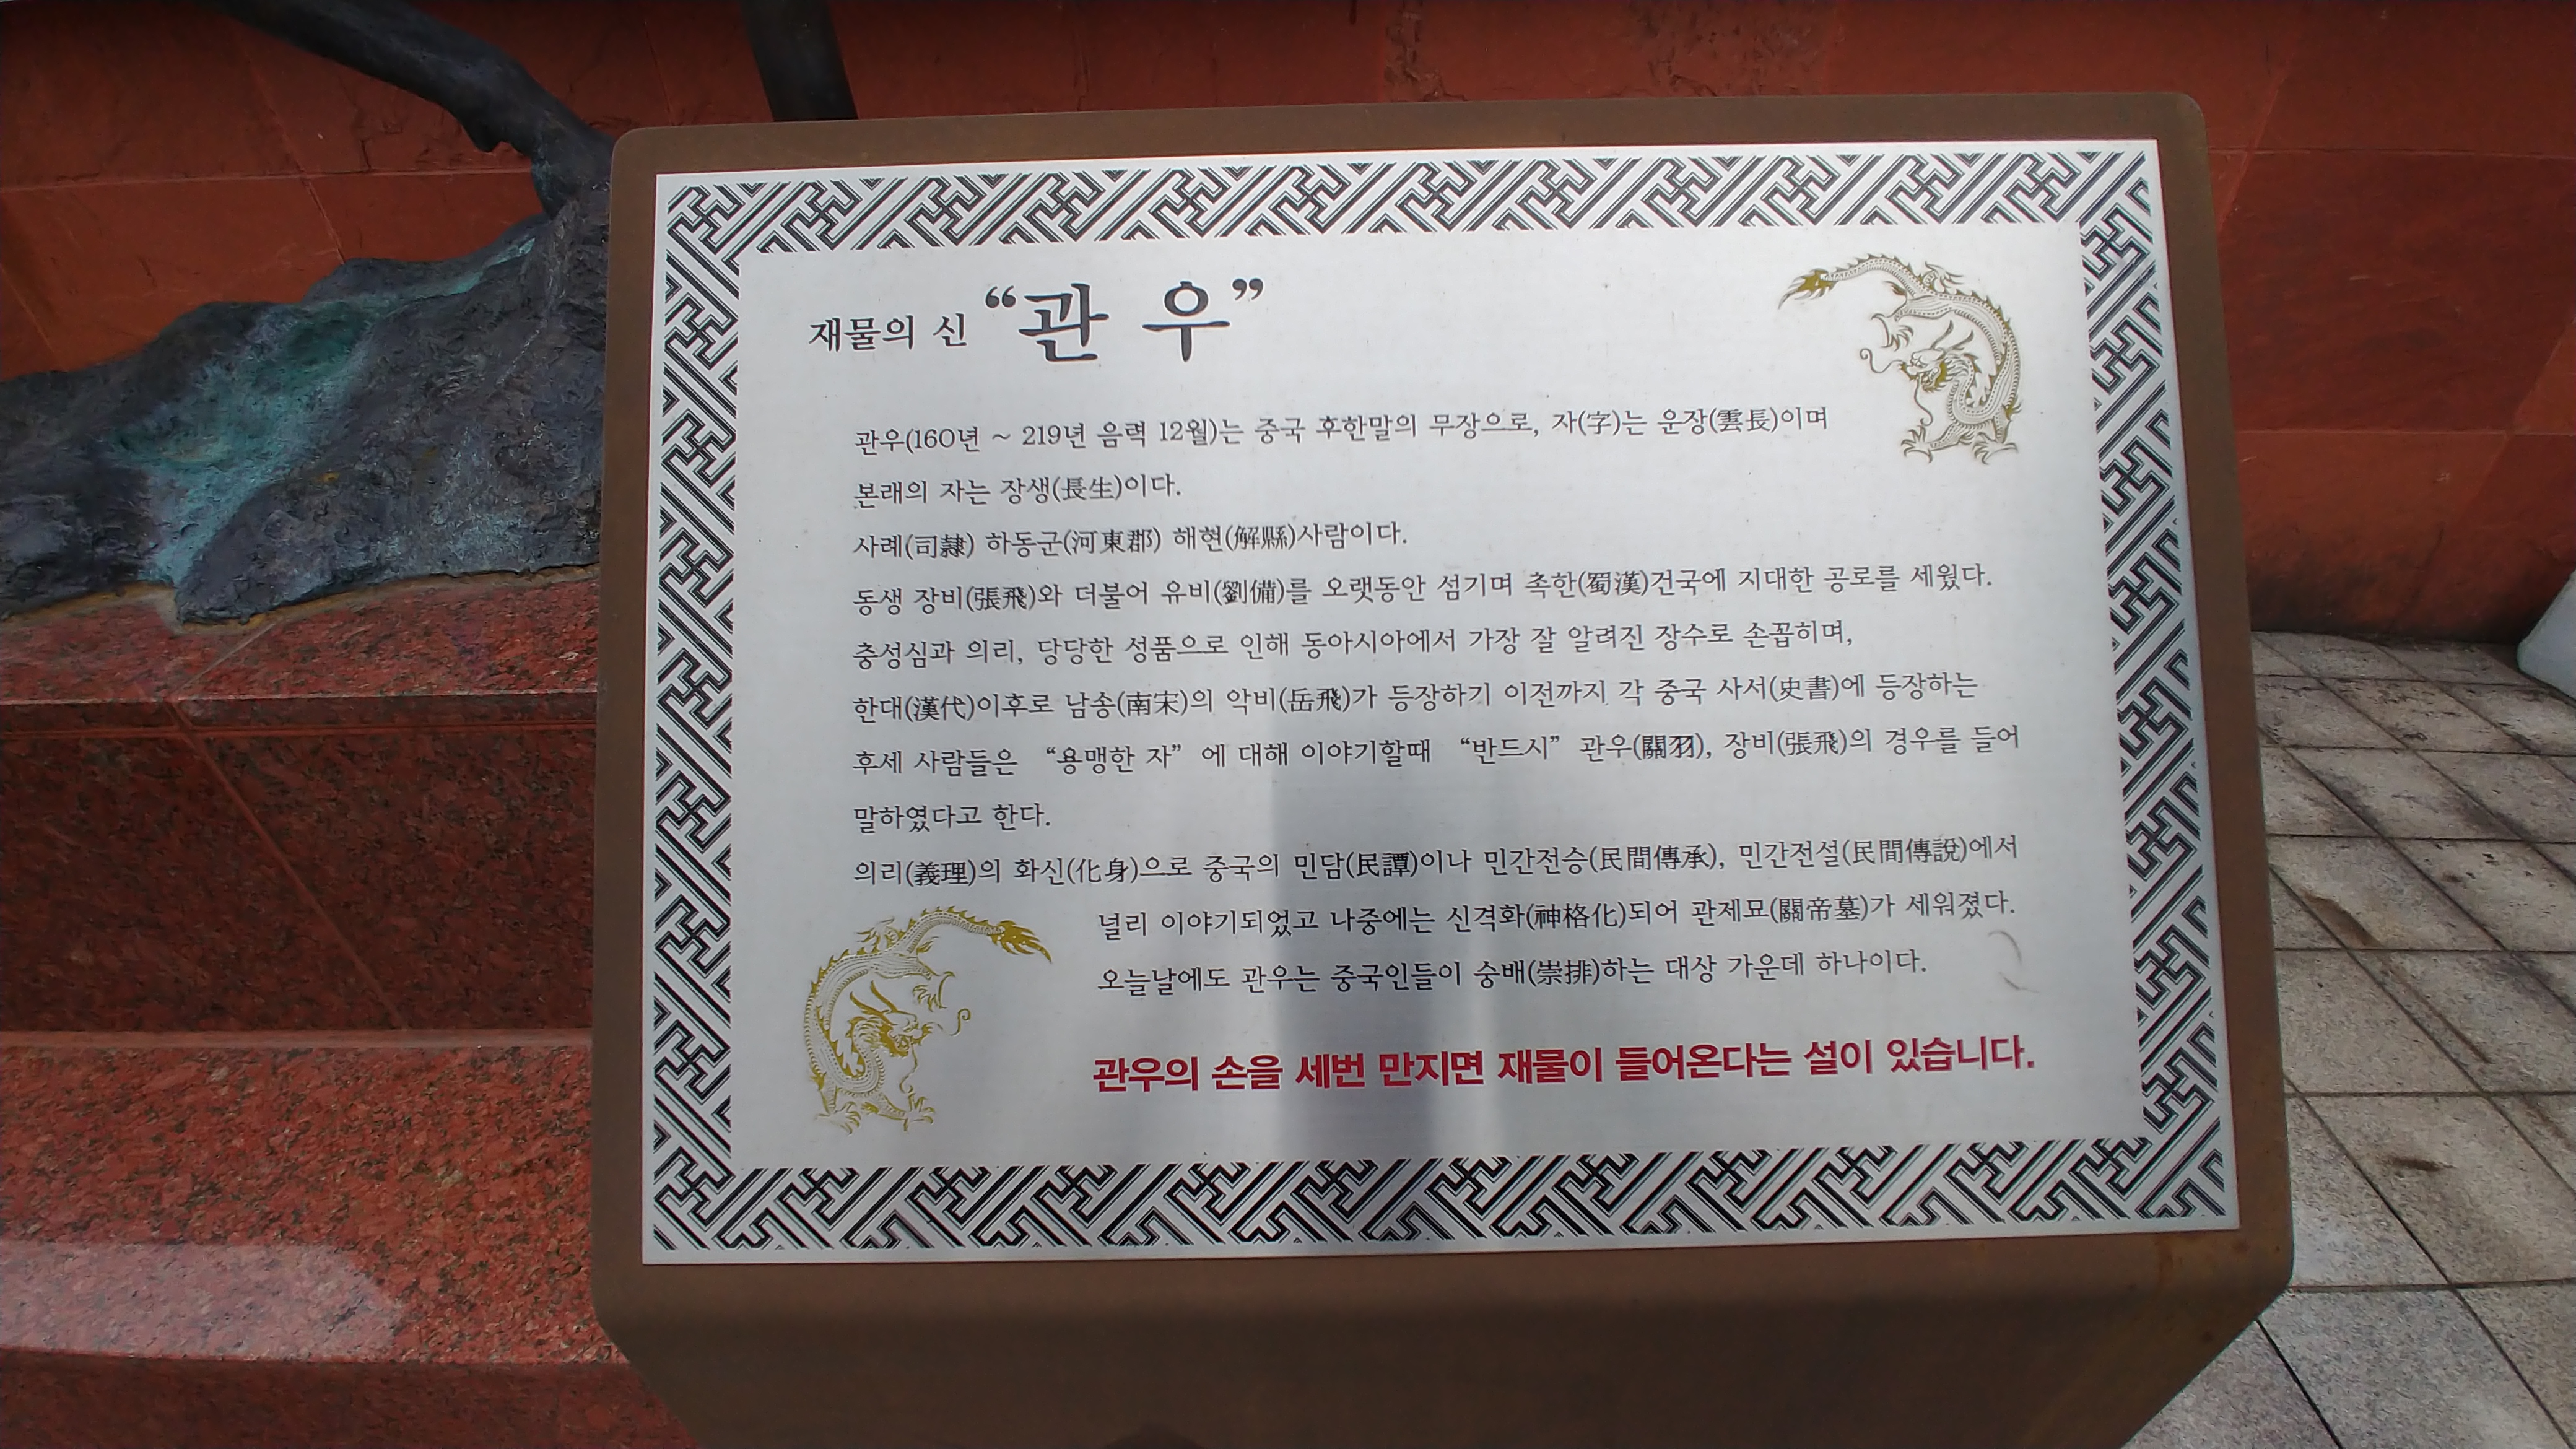 재물의 신 “관 우”
관우(160년 ~ 219년 음력 12월)는 중국 후한말의 무장으로, 자(字)는 운장(雲長)이며
본래의 자는 장생(長生)이다.
사례(司隷) 하동군(河東郡) 해현(解縣)사람이다.
동생 장비(張飛)와 더불어 유비(劉備)를 오랫동안 섬기며 촉한(蜀漢)건국에 지대한 공로를 세웠다.
충성심과 의리, 당당한 성품으로 인해 동아시아에서 가장 잘 알려진 장수로 손꼽히며,
한대(漢代)이후로 남송(南宋)의 악비(岳飛)가 등장하기 이전까지 각 중국 사서(史書)에 등장하는
후세 사람들은 “용맹한 자” 에 대해 이야기할때 “반드시” 관우(關羽), 장비(張飛)의 경우를 들어
말하였다고 한다.
의리(義理)의 화신(化身)으로 중국의 민담(民譚)이나 민간전승(民間傳承), 민간전설(民間傳說)에서
널리 이야기되었고 나중에는 신격화(神格化)되어 관제묘(關帝墓)가 세워졌다.
오늘날에도 관우는 중국인들이 숭배(崇排)하는 대상 가운데 하나이다.
관우의 손을 세번 만지면 재물이 들어온다는 설이 있습니다.